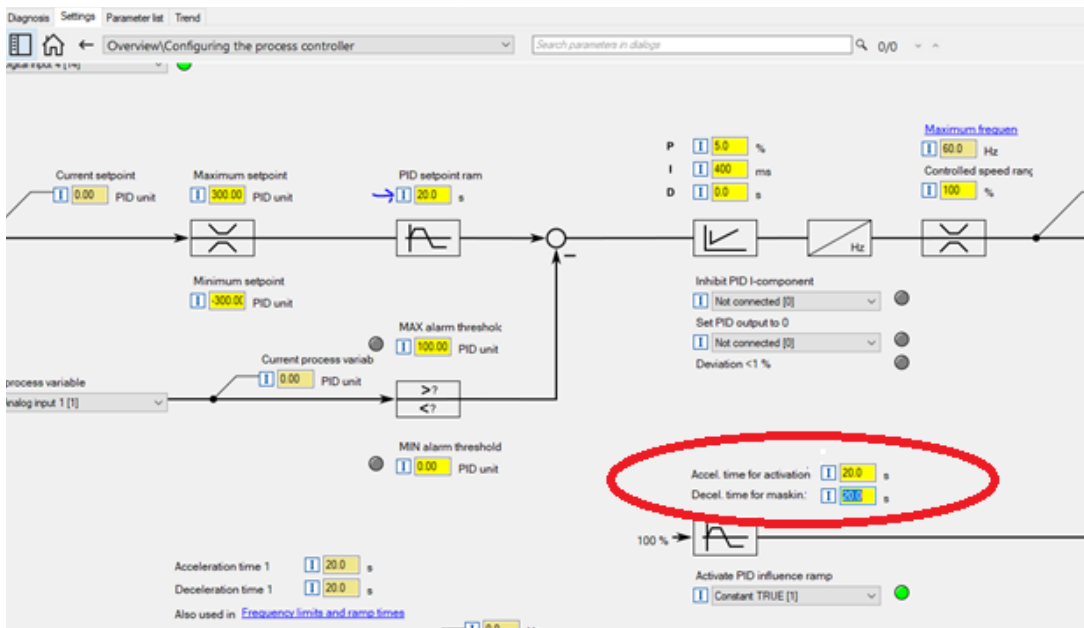 Diagnosis Settings Parameter list Trend
Overview\Configuring the process controller Search parameters in dialogs 0/0
Digital input 4 [14]
Maximum frequen
I 60.0 Hz
P I 5.0 %
I I 400 ms
D I 0.0 s
Controlled speed rang
I 100 %
Current setpoint
I 0.00 PID unit
Maximum setpoint
I 300.00 PID unit
PID setpoint ram
I 20.0 s
Hz
Minimum setpoint
I -300.00 PID unit
Inhibit PID I-component
I Not connected [0]
Set PID output to 0
I Not connected [0]
Deviation <1 %
MAX alarm threshold
I 100.00 PID unit
Current process variab
I 0.00 PID unit
process variable
Analog input 1 [1]
>?
<?
MIN alarm threshold
I 0.00 PID unit
Accel. time for activation
I 20.0 s
Decel. time for maskin:
I 20.0 s
100 %
Activate PID influence ramp
I Constant TRUE [1]
Acceleration time 1 I 20.0 s
Deceleration time 1 I 20.0 s
Also used in Frequency limits and ramp times
I 0.0